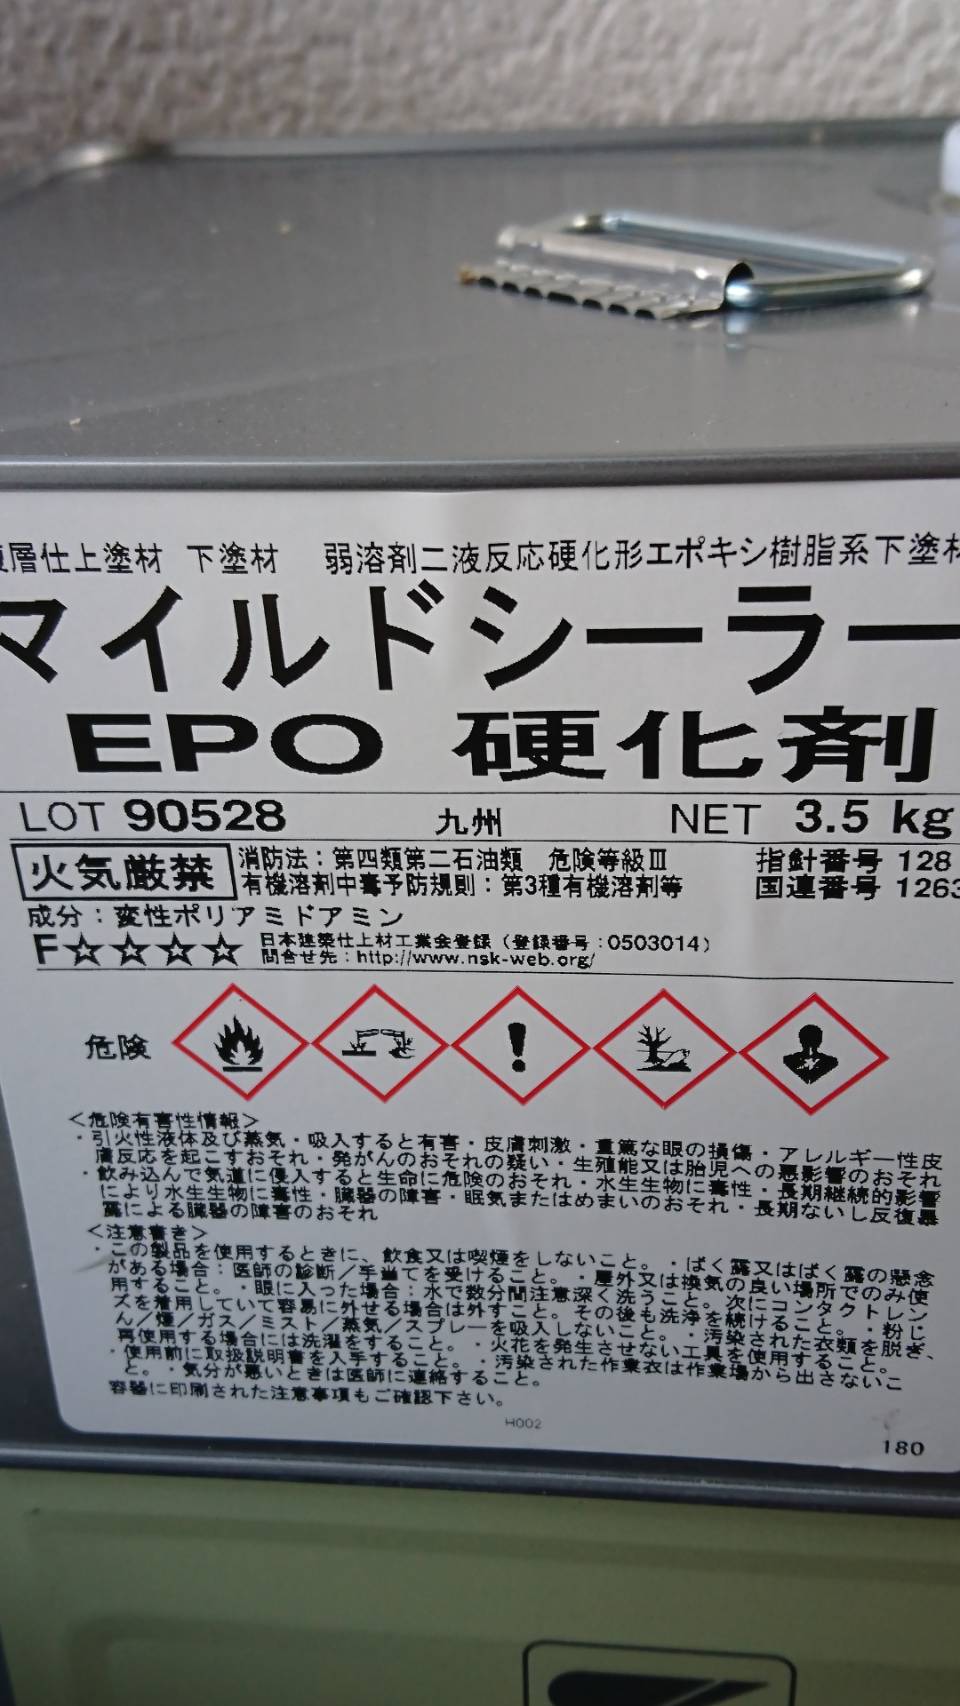 層仕上塗材 下塗材 弱溶剤二液反応硬化形エポキシ樹脂系下塗材
マイルドシーラー
EPO 硬化剤
LOT 90528 九州 NET 3.5 kg
火気厳禁
消防法：第四類第二石油類 危険等級Ⅲ 指針番号 128
有機溶剤中毒予防規則：第3種有機溶剤等 国連番号 1263
成分：変性ポリアミドアミン
F☆☆☆☆
日本建築仕上材工業会登録（登録番号：0503014）
問合せ先：http://www.nsk-web.org/
危険
＜危険有害性情報＞
・引火性液体及び蒸気・吸入すると有害・皮膚刺激・重篤な眼の損傷・アレルギー性皮
膚反応を起こすおそれ・発がんのおそれの疑い・生殖能又は胎児への悪影響のおそれ
・飲み込んで気道に侵入すると生命に危険のおそれ・水生生物に毒性・長期継続的影響
により水生生物に毒性・臓器の障害・眠気またはめまいのおそれ・長期ないし反復暴
露による臓器の障害のおそれ
＜注意書き＞
・この製品を使用するときに、飲食又は喫煙をしないこと。・ばく露又はばく露の懸念
がある場合：医師の診断／手当てを受けること。・屋外又は換気の良い場所でのみ使
用すること。・眼に入った場合：水で数分間注意深く洗うこと。次にコンタクトレン
ズを着用していて容易に外せる場合は外すこと。その後も洗浄を続けること。・粉じ
ん／煙／ガス／ミスト／蒸気／スプレーを吸入しないこと。・汚染された衣類を脱ぎ、
再使用する場合には洗濯をすること。・火花を発生させない工具を使用すること。
・使用前に取扱説明書を入手すること。・汚染された作業衣は作業場から出さないこ
と。・気分が悪いときは医師に連絡すること。
容器に印刷された注意事項もご確認下さい。
H002
180